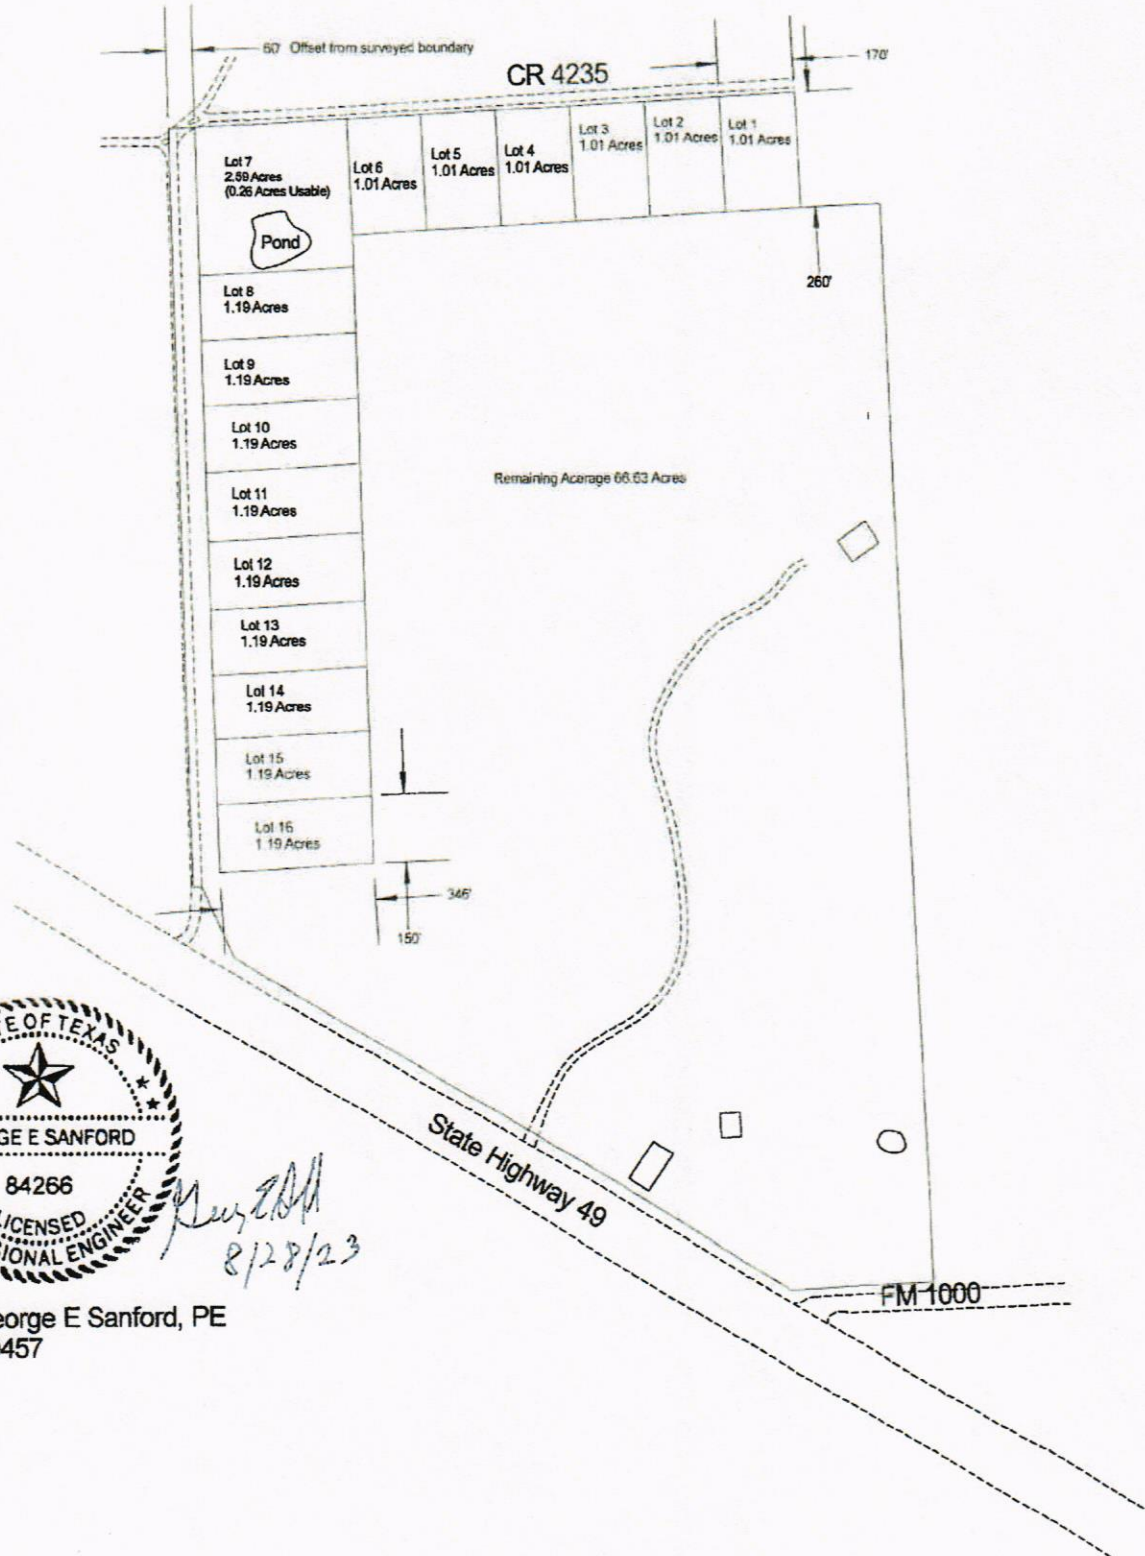 60' Offset from surveyed boundary
CR 4235
170'
Lot 7
2.59 Acres
(0.26 Acres Usable)
Pond
Lot 6
1.01 Acres
Lot 5
1.01 Acres
Lot 4
1.01 Acres
Lot 3
1.01 Acres
Lot 2
1.01 Acres
Lot 1
1.01 Acres
260'
Lot 8
1.19 Acres
Lot 9
1.19 Acres
Lot 10
1.19 Acres
Lot 11
1.19 Acres
Lot 12
1.19 Acres
Lot 13
1.19 Acres
Lot 14
1.19 Acres
Lot 15
1.19 Acres
Lot 16
1.19 Acres
Remaining Acerage 66.63 Acres
346'
150'
State Highway 49
FM 1000
TE OF TEXAS
GE E SANFORD
84266
LICENSED
SIONAL ENGINEER
8/28/23
eorge E Sanford, PE
457